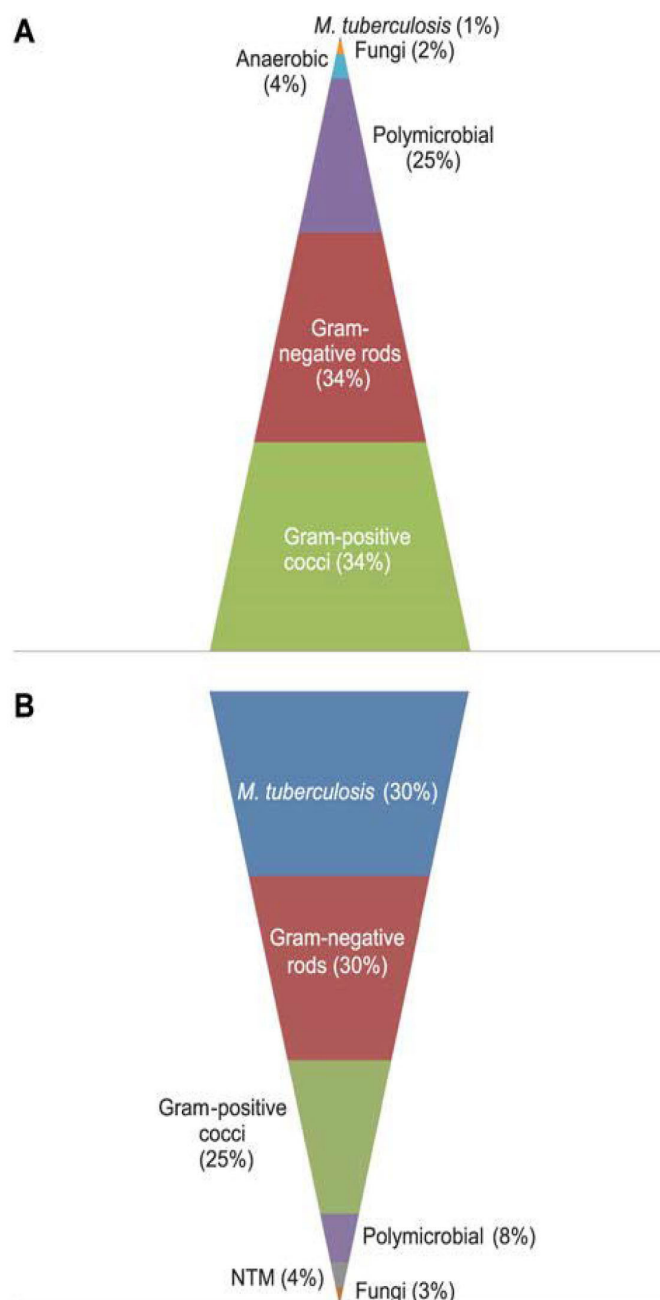 A
M. tuberculosis (1%)
Fungi (2%)
Anaerobic
(4%)
Polymicrobial
(25%)
Gram-
negative rods
(34%)
Gram-positive
cocci (34%)
B
M. tuberculosis (30%)
Gram-negative
rods (30%)
Gram-positive
cocci
(25%)
Polymicrobial (8%)
NTM (4%)
Fungi (3%)